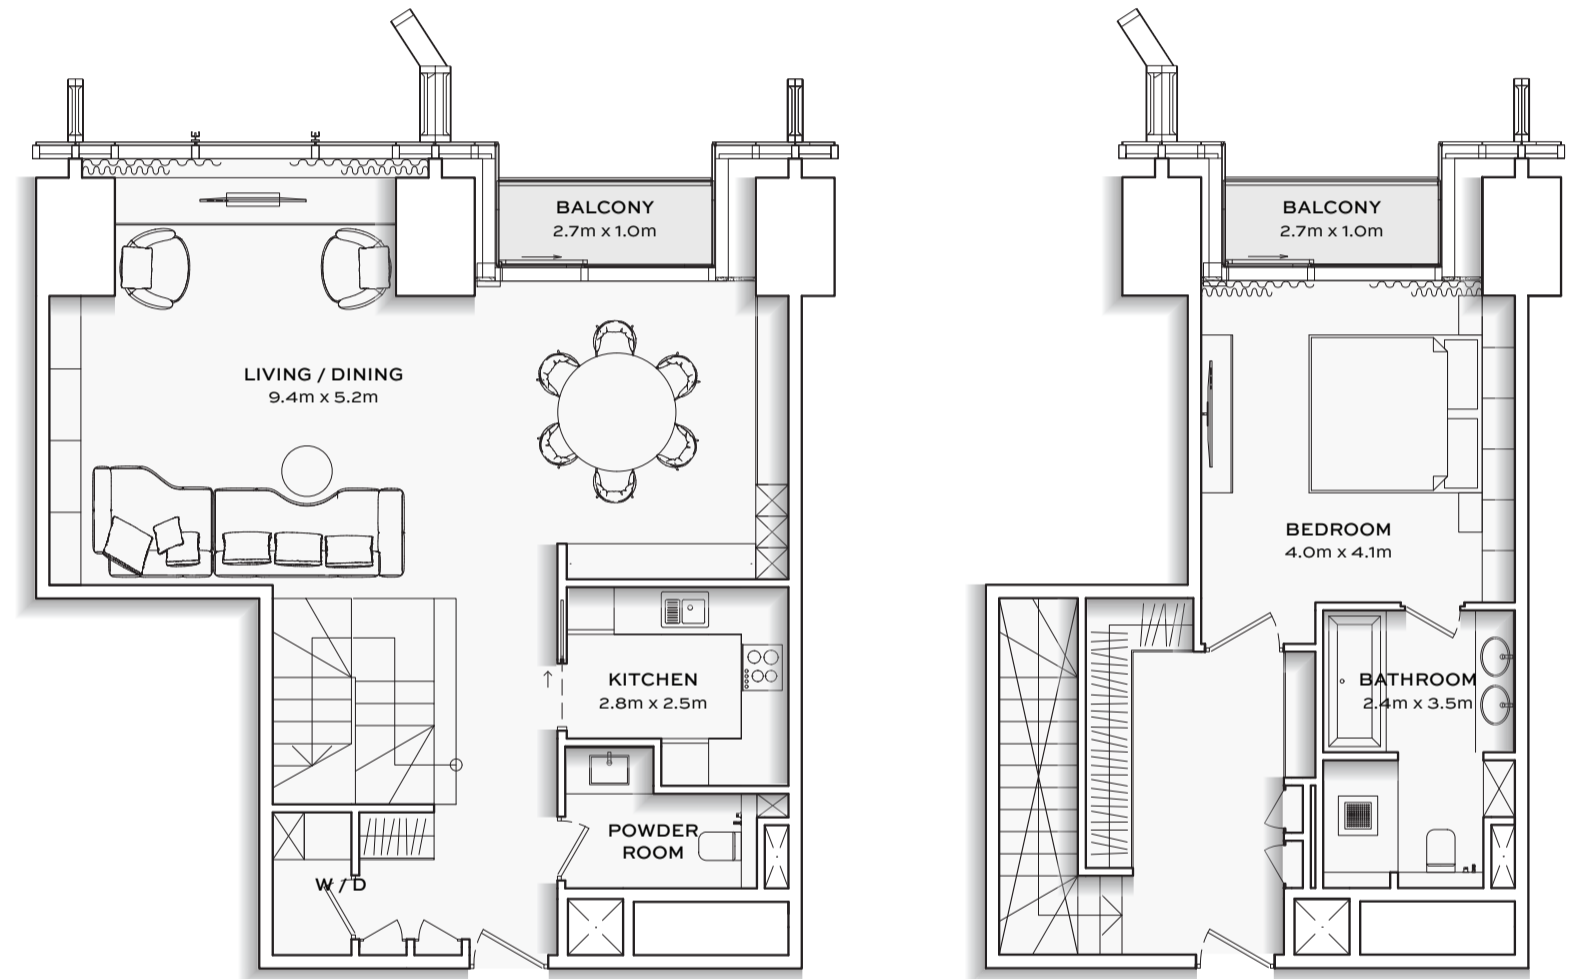 BALCONY
2.7m x 1.0m
LIVING / DINING
9.4m x 5.2m
KITCHEN
2.8m x 2.5m
POWDER
ROOM
W / D
BALCONY
2.7m x 1.0m
BEDROOM
4.0m x 4.1m
BATHROOM
2.4m x 3.5m